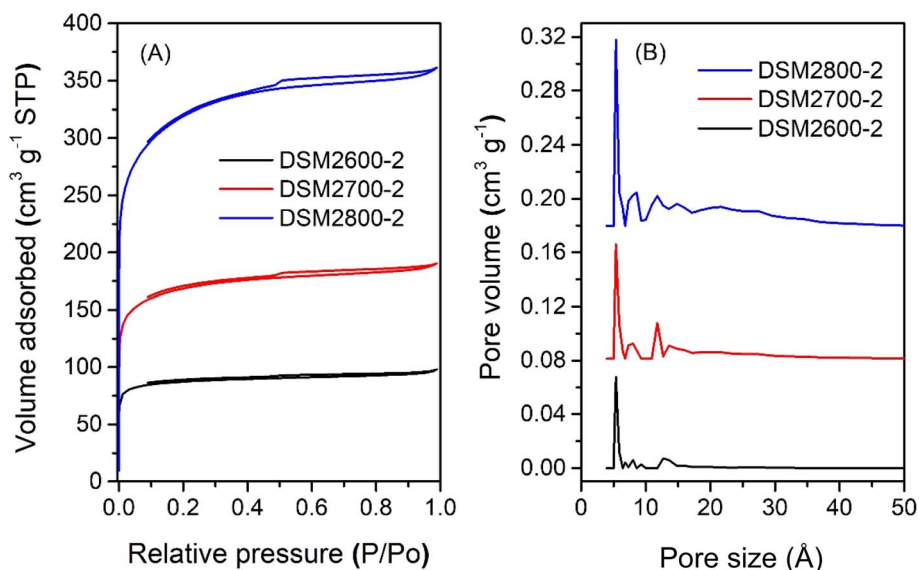 (A)
400
350
300
250
200
150
100
50
0
0.0 0.2 0.4 0.6 0.8 1.0
Volume adsorbed (cm³ g⁻¹ STP)
Relative pressure (P/Po)
DSM2600-2
DSM2700-2
DSM2800-2
(B)
0.32
0.28
0.20
0.16
0.12
0.08
0.04
0.00
0 10 20 30 40 50
Pore volume (cm³ g⁻¹)
Pore size (Å)
DSM2800-2
DSM2700-2
DSM2600-2